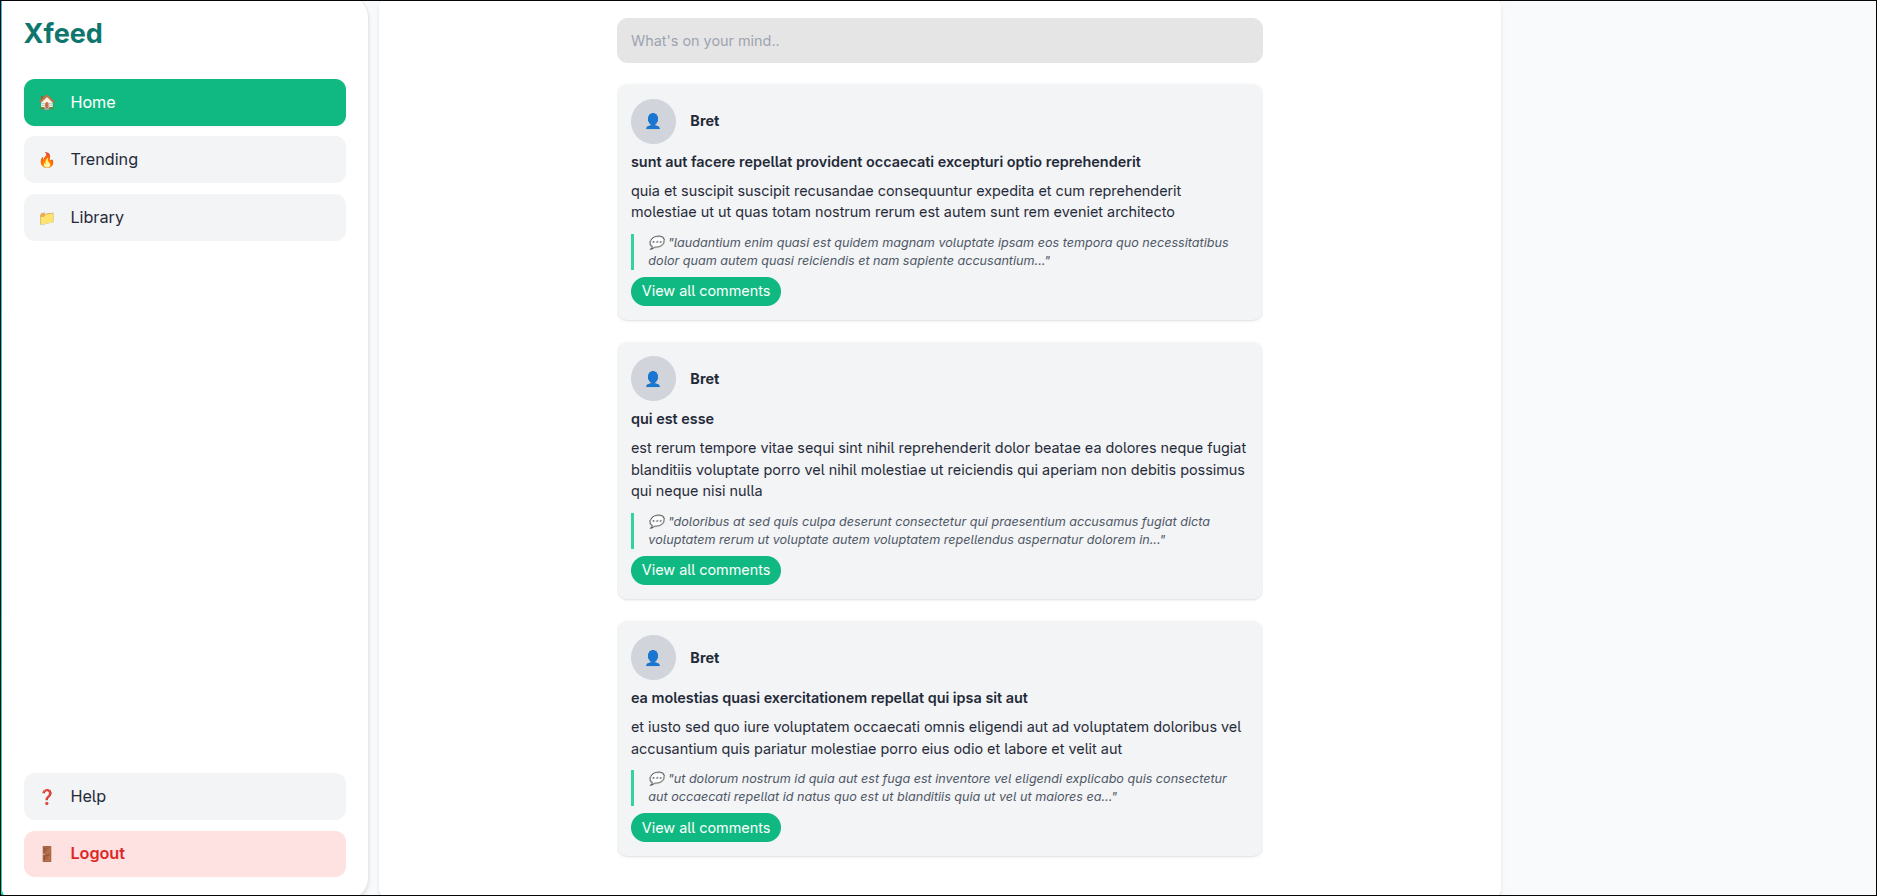 Xfeed
Home
Trending
Library
Help
Logout
What's on your mind..
Bret
sunt aut facere repellat provident occaecati excepturi optio reprehenderit
quia et suscipit suscipit recusandae consequuntur expedita et cum reprehenderit
molestiae ut ut quas totam nostrum rerum est autem sunt rem eveniet architecto
💬 "laudantium enim quasi est quidem magnam voluptate ipsam eos tempora quo necessitatibus
dolor quam autem quasi reiciendis et nam sapiente accusantium..."
View all comments
Bret
qui est esse
est rerum tempore vitae sequi sint nihil reprehenderit dolor beatae ea dolores neque fugiat
blanditiis voluptate porro vel nihil molestiae ut reiciendis qui aperiam non debitis possimus
qui neque nisi nulla
💬 "doloribus at sed quis culpa deserunt consectetur qui praesentium accusamus fugiat dicta
voluptatem rerum ut voluptate autem voluptatem repellendus aspernatur dolorem in..."
View all comments
Bret
ea molestias quasi exercitationem repellat qui ipsa sit aut
et iusto sed quo iure voluptatem occaecati omnis eligendi aut ad voluptatem doloribus vel
accusantium quis pariatur molestiae porro eius odio et labore et velit aut
💬 "ut dolorum nostrum id quia aut est fuga est inventore vel eligendi explicabo quis consectetur
aut occaecati repellat id natus quo est ut blanditiis quia ut vel ut maiores ea..."
View all comments